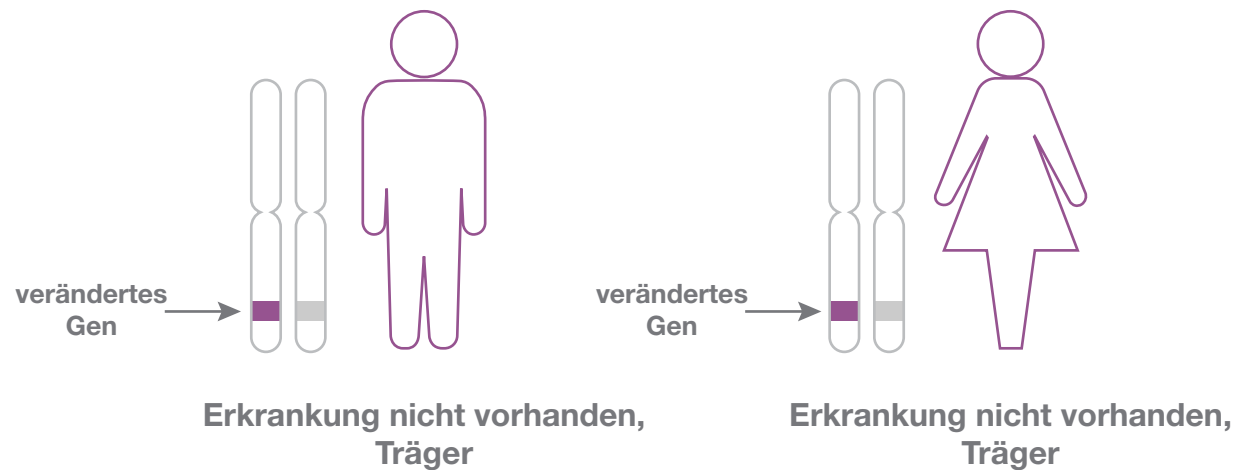 verändertes
Gen
verändertes
Gen
Erkrankung nicht vorhanden,
Träger
Erkrankung nicht vorhanden,
Träger